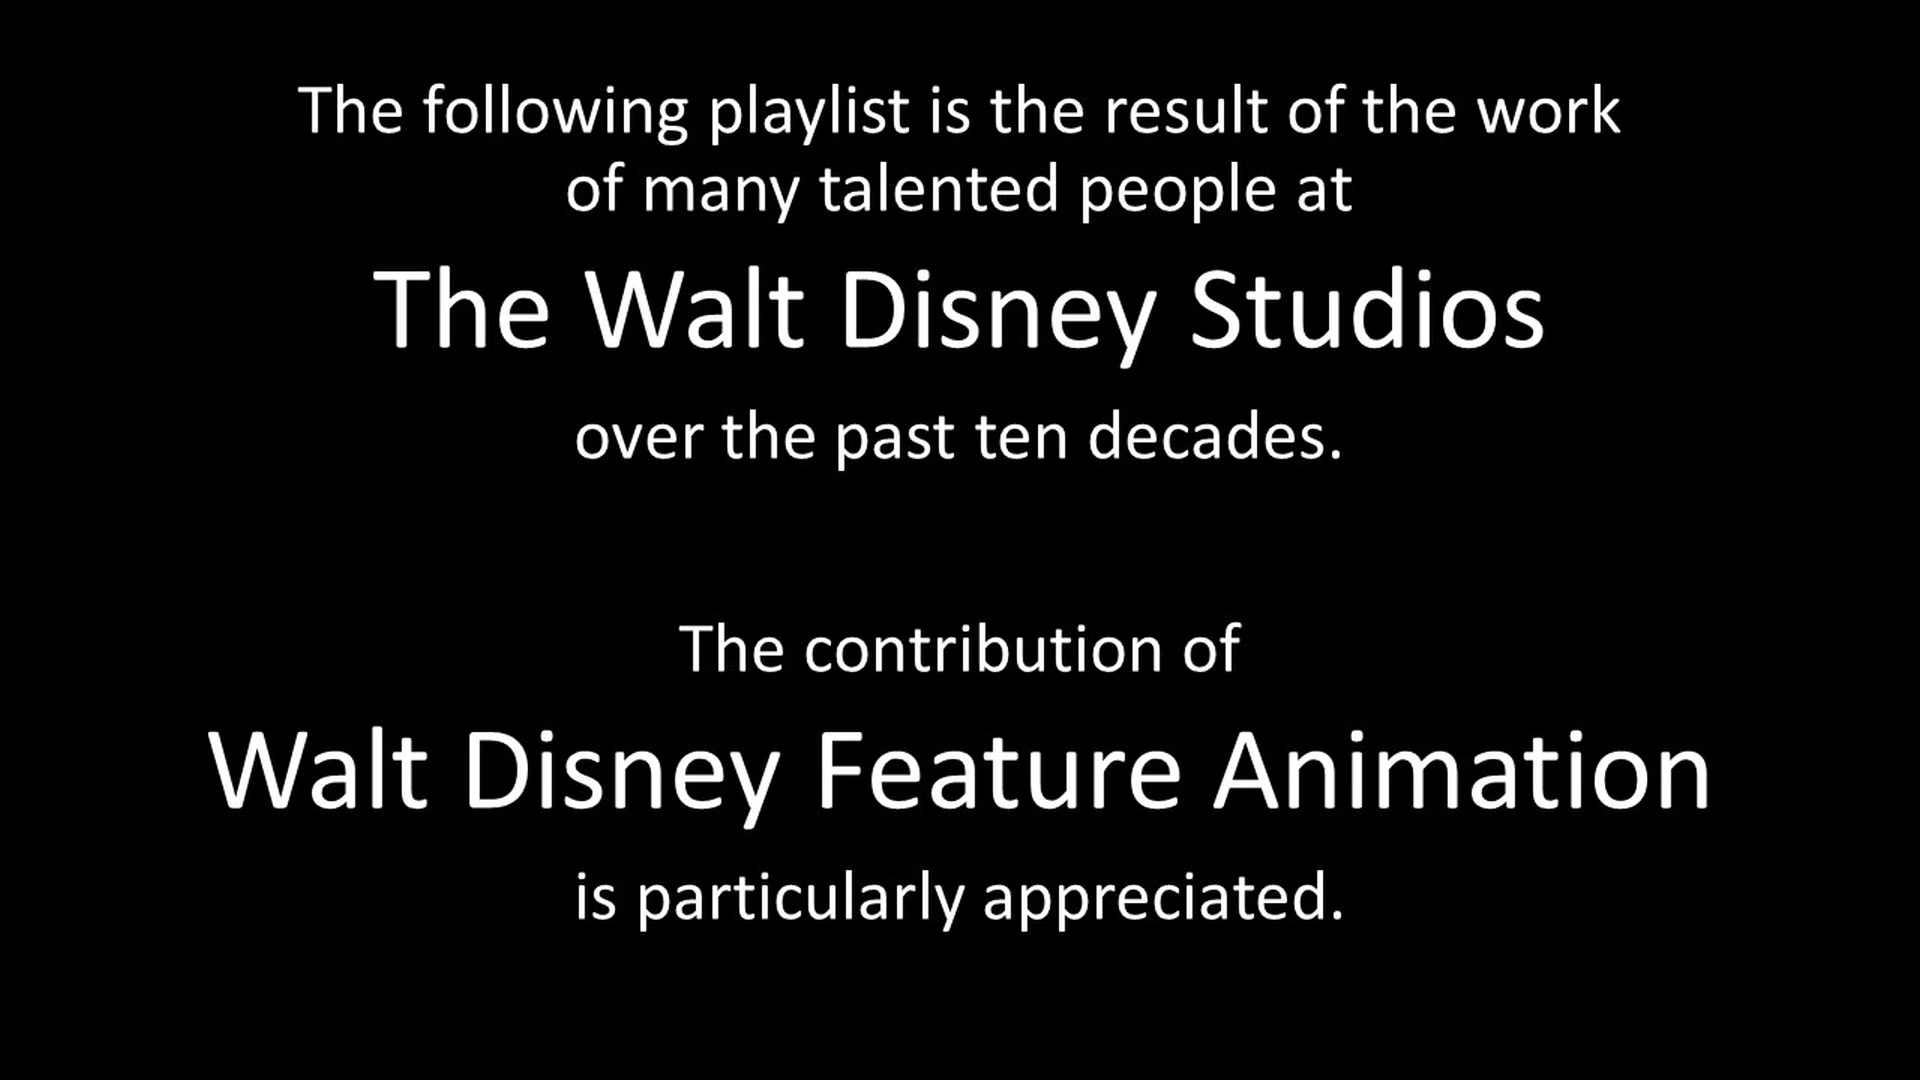 The following playlist is the result of the work
of many talented people at
The Walt Disney Studios
over the past ten decades.
The contribution of
Walt Disney Feature Animation
is particularly appreciated.